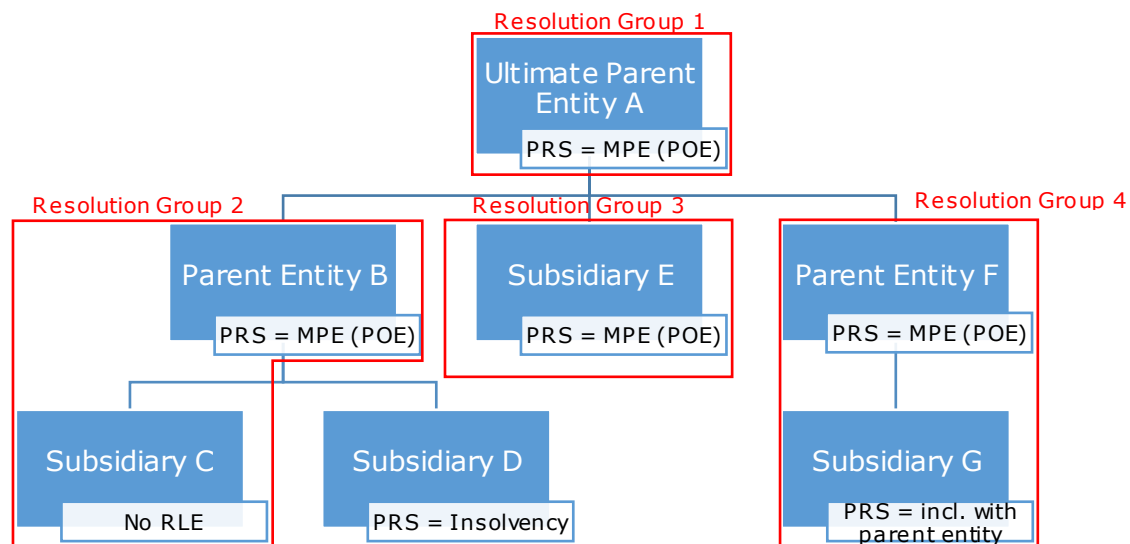 Resolution Group 1
Ultimate Parent
Entity A
PRS = MPE (POE)
Resolution Group 2
Resolution Group 3
Resolution Group 4
Parent Entity B
PRS = MPE (POE)
Subsidiary E
PRS = MPE (POE)
Parent Entity F
PRS = MPE (POE)
Subsidiary C
No RLE
Subsidiary D
PRS = Insolvency
Subsidiary G
PRS = incl. with
parent entity